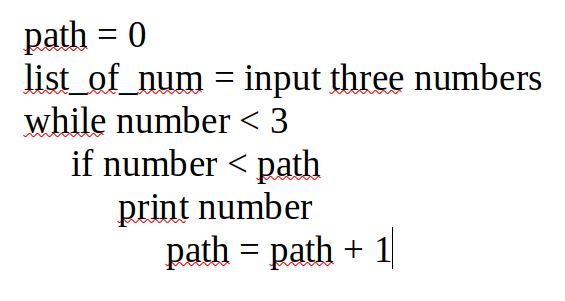 path = 0
list_of_num = input three numbers
while number < 3
if number < path
print number
path = path + 1